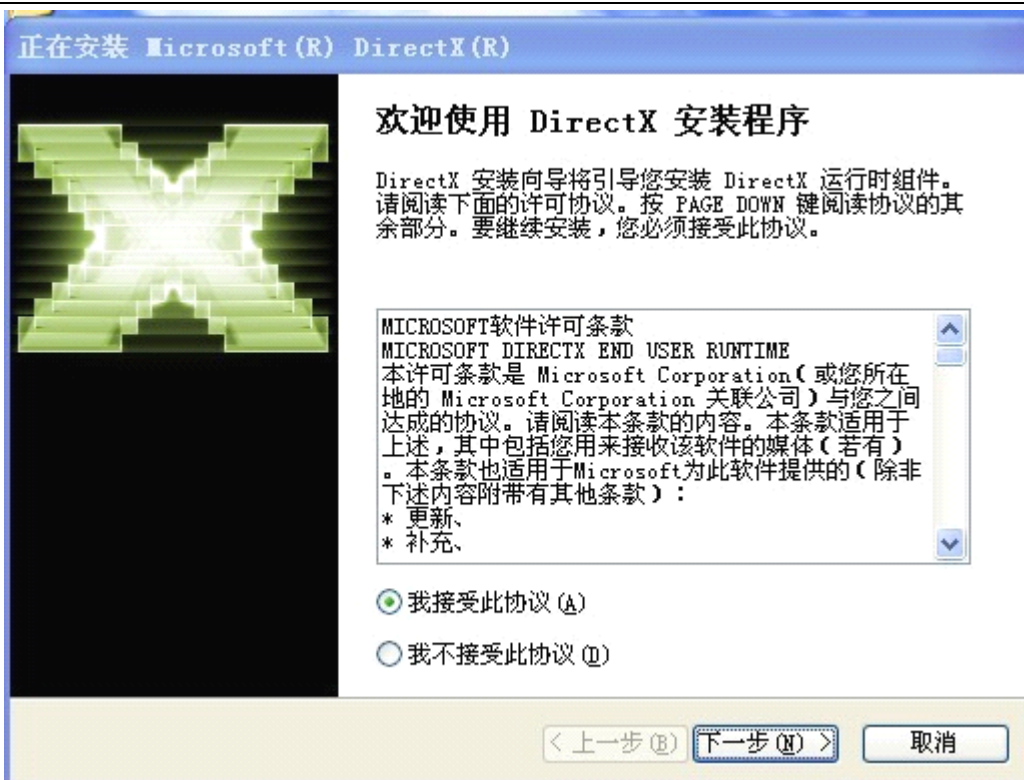 正在安装 Microsoft(R) DirectX(R)
欢迎使用 DirectX 安装程序
DirectX 安装向导将引导您安装 DirectX 运行时组件。
请阅读下面的许可协议。按 PAGE DOWN 键阅读协议的其
余部分。要继续安装，您必须接受此协议。
MICROSOFT软件许可条款
MICROSOFT DIRECTX END USER RUNTIME
本许可条款是 Microsoft Corporation（或您所在
地的 Microsoft Corporation 关联公司）与您之间
达成的协议。请阅读本条款的内容。本条款适用于
上述，其中包括您用来接收该软件的媒体（若有）
。本条款也适用于Microsoft为此软件提供的（除非
下述内容附带有其他条款）：
* 更新、
* 补充、
我接受此协议(A)
我不接受此协议(D)
< 上一步(B) 下一步(N) > 取消